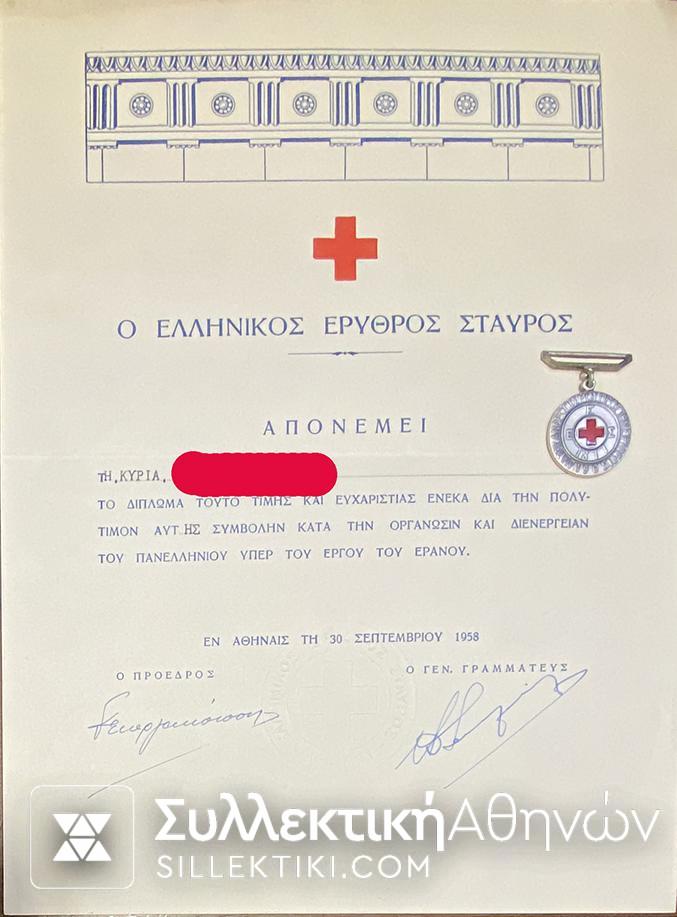 Ο ΕΛΛΗΝΙΚΟΣ ΕΡΥΘΡΟΣ ΣΤΑΥΡΟΣ
ΑΠΟΝΕΜΕΙ
ΤΗ.ΚΥΡΙΑ.
ΤΟ ΔΙΠΛΩΜΑ ΤΟΥΤΟ ΤΙΜΗΣ ΚΑΙ ΕΥΧΑΡΙΣΤΙΑΣ ΕΝΕΚΑ ΔΙΑ ΤΗΝ ΠΟΛΥ-
ΤΙΜΟΝ ΑΥΤΗΣ ΣΥΜΒΟΛΗΝ ΚΑΤΑ ΤΗΝ ΟΡΓΑΝΩΣΙΝ ΚΑΙ ΔΙΕΝΕΡΓΕΙΑΝ
ΤΟΥ ΠΑΝΕΛΛΗΝΙΟΥ ΥΠΕΡ ΤΟΥ ΕΡΓΟΥ ΤΟΥ ΕΡΑΝΟΥ.
ΕΝ ΑΘΗΝΑΙΣ ΤΗ 30 ΣΕΠΤΕΜΒΡΙΟΥ 1958
Ο ΠΡΟΕΔΡΟΣ
Ο ΓΕΝ. ΓΡΑΜΜΑΤΕΥΣ
ΣυλλεκτικήΑθηνών
SILLEKTIKI.COM